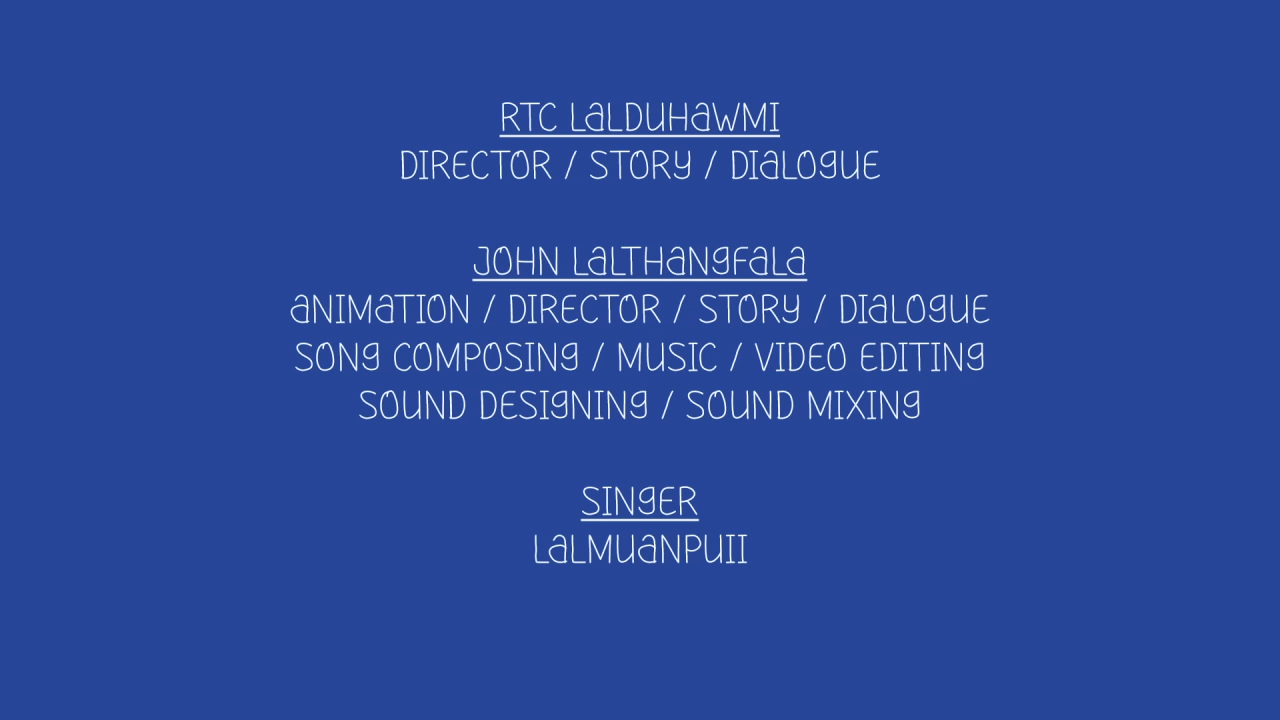 RTC LALDUHAWMI
DIRECTOR / STORY / DIALOGUE
JOHN LALTHANGFALA
ANIMATION / DIRECTOR / STORY / DIALOGUE
SONG COMPOSING / MUSIC / VIDEO EDITING
SOUND DESIGNING / SOUND MIXING
SINGER
LALMUANPUII